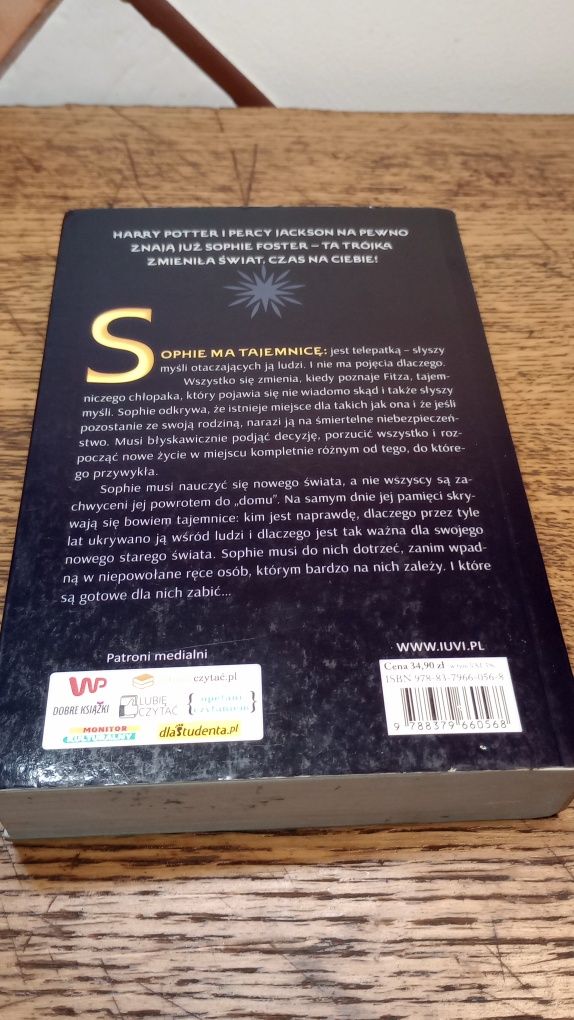 HARRY POTTER I PERCY JACKSON NA PEWNO
ZNAJĄ JUŻ SOPHIE FOSTER – TA TRÓJKA
ZMIENIŁA ŚWIAT. CZAS NA CIEBIE!
SOPHIE MA TAJEMNICĘ: jest telepatką – słyszy
myśli otaczających ją ludzi. I nie ma pojęcia dlaczego.
Wszystko się zmienia, kiedy poznaje Fitza, tajem-
niczego chłopaka, który pojawia się nie wiadomo skąd i także słyszy
myśli. Sophie odkrywa, że istnieje miejsce dla takich jak ona i że jeśli
pozostanie ze swoją rodziną, narazi ją na śmiertelne niebezpieczeń-
stwo. Musi błyskawicznie podjąć decyzję, porzucić wszystko i roz-
począć nowe życie w miejscu kompletnie różnym od tego, do które-
go przywykła.
Sophie musi nauczyć się nowego świata, a nie wszyscy są za-
chwyceni jej powrotem do „domu”. Na samym dnie jej pamięci skry-
wają się bowiem tajemnice: kim jest naprawdę, dlaczego przez tyle
lat ukrywano ją wśród ludzi i dlaczego jest tak ważna dla swojego
nowego starego świata. Sophie musi do nich dotrzeć, zanim wpad-
ną w niepowołane ręce osób, którym bardzo na nich zależy. I które
są gotowe dla nich zabić...
Patroni medialni
WWW.IUVI.PL
WP
czytać.pl
DOBRE KSIĄŻKI
LUBIĘ
CZYTAĆ
{opętani
czytaniem}
MONITOR
KULTURALNY
dlaStudenta.pl
Cena 34,90 zł
ISBN 978-83-7966-056-8
9 788379 660568